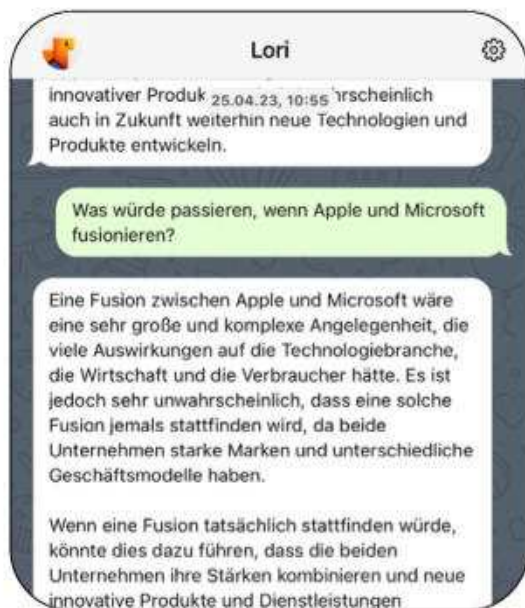 Lori
innovativer Produk 25.04.23, 10:55 rscheinlich
auch in Zukunft weiterhin neue Technologien und
Produkte entwickeln.
Was würde passieren, wenn Apple und Microsoft
fusionieren?
Eine Fusion zwischen Apple und Microsoft wäre
eine sehr große und komplexe Angelegenheit, die
viele Auswirkungen auf die Technologiebranche,
die Wirtschaft und die Verbraucher hätte. Es ist
jedoch sehr unwahrscheinlich, dass eine solche
Fusion jemals stattfinden wird, da beide
Unternehmen starke Marken und unterschiedliche
Geschäftsmodelle haben.
Wenn eine Fusion tatsächlich stattfinden würde,
könnte dies dazu führen, dass die beiden
Unternehmen ihre Stärken kombinieren und neue
innovative Produkte und Dienstleistungen